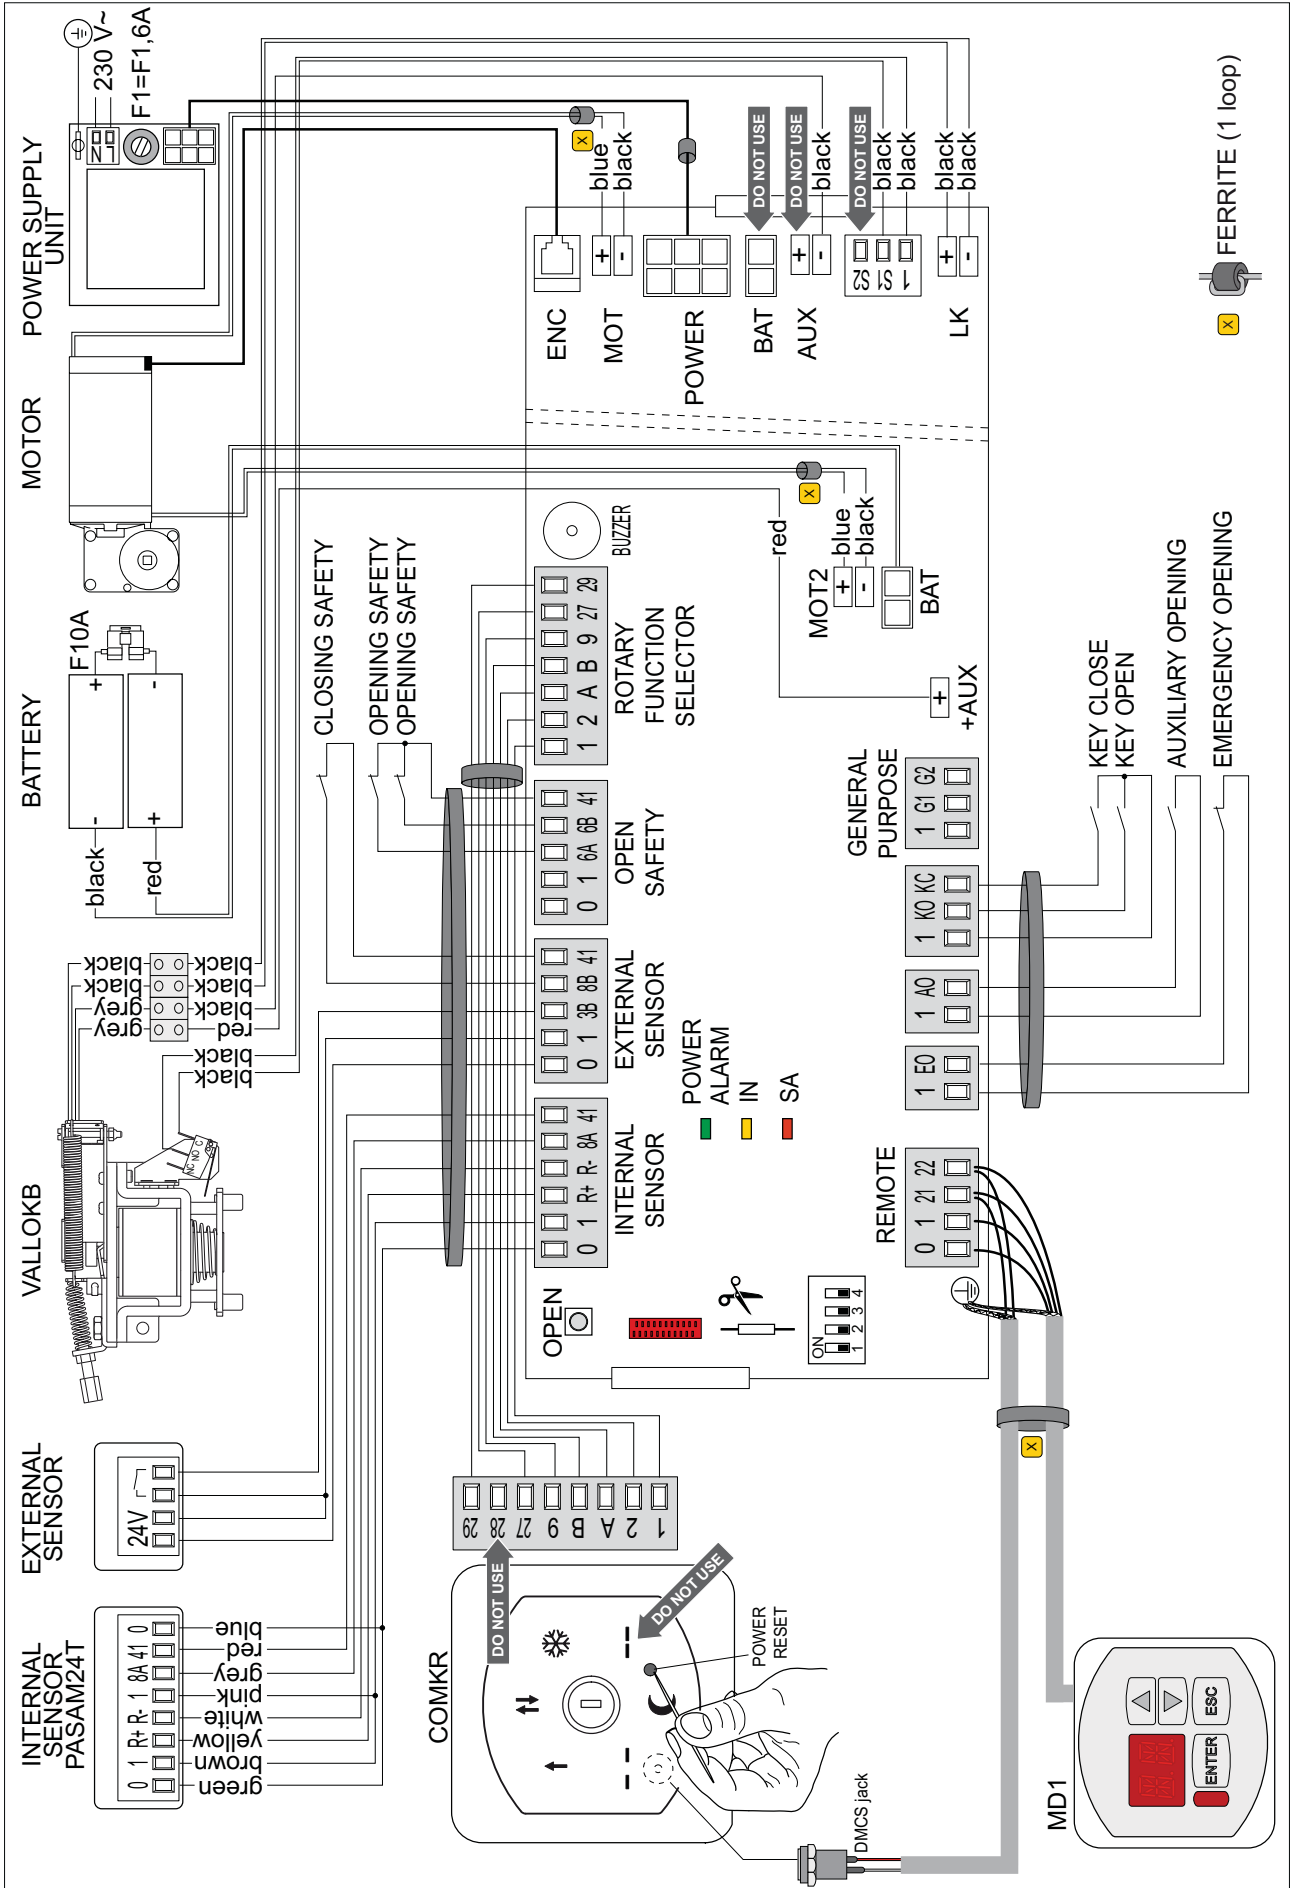 INTERNAL
SENSOR
PASAM24T
0 1 R+ R- 1 8A 41 0
green
brown
yellow
white
pink
grey
red
blue
EXTERNAL
SENSOR
24V
VALLOKB
NC NO C
black
black
grey
grey
black
black
black
red
black
black
BATTERY
- +
+ -
F10A
black
red
MOTOR
POWER SUPPLY
UNIT
N
L
230 V~
F1=F1,6A
CLOSING SAFETY
OPENING SAFETY
OPENING SAFETY
COMKR
29
28
27
9
B
A
2
1
DO NOT USE
DO NOT USE
POWER
RESET
DMCS jack
MD1
ENTER
ESC
OPEN
ON
1 2 3 4
0 1 R+ R- 8A 41
INTERNAL
SENSOR
0 1 3B 8B 41
EXTERNAL
SENSOR
0 1 6A 6B 41
OPEN
SAFETY
1 2 A B 9 27 29
ROTARY
FUNCTION
SELECTOR
BUZZER
POWER
ALARM
IN
SA
REMOTE
0 1 21 22
1 EO
1 AO
1 KO KC
GENERAL
PURPOSE
1 G1 G2
+
+AUX
red
MOT2
+ blue
- black
BAT
X
ENC
MOT
+ blue
- black
X
POWER
BAT
DO NOT USE
AUX
+ DO NOT USE
- black
S2 DO NOT USE
S1 black
1 black
LK
+ black
- black
KEY CLOSE
KEY OPEN
AUXILIARY OPENING
EMERGENCY OPENING
X
X FERRITE (1 loop)